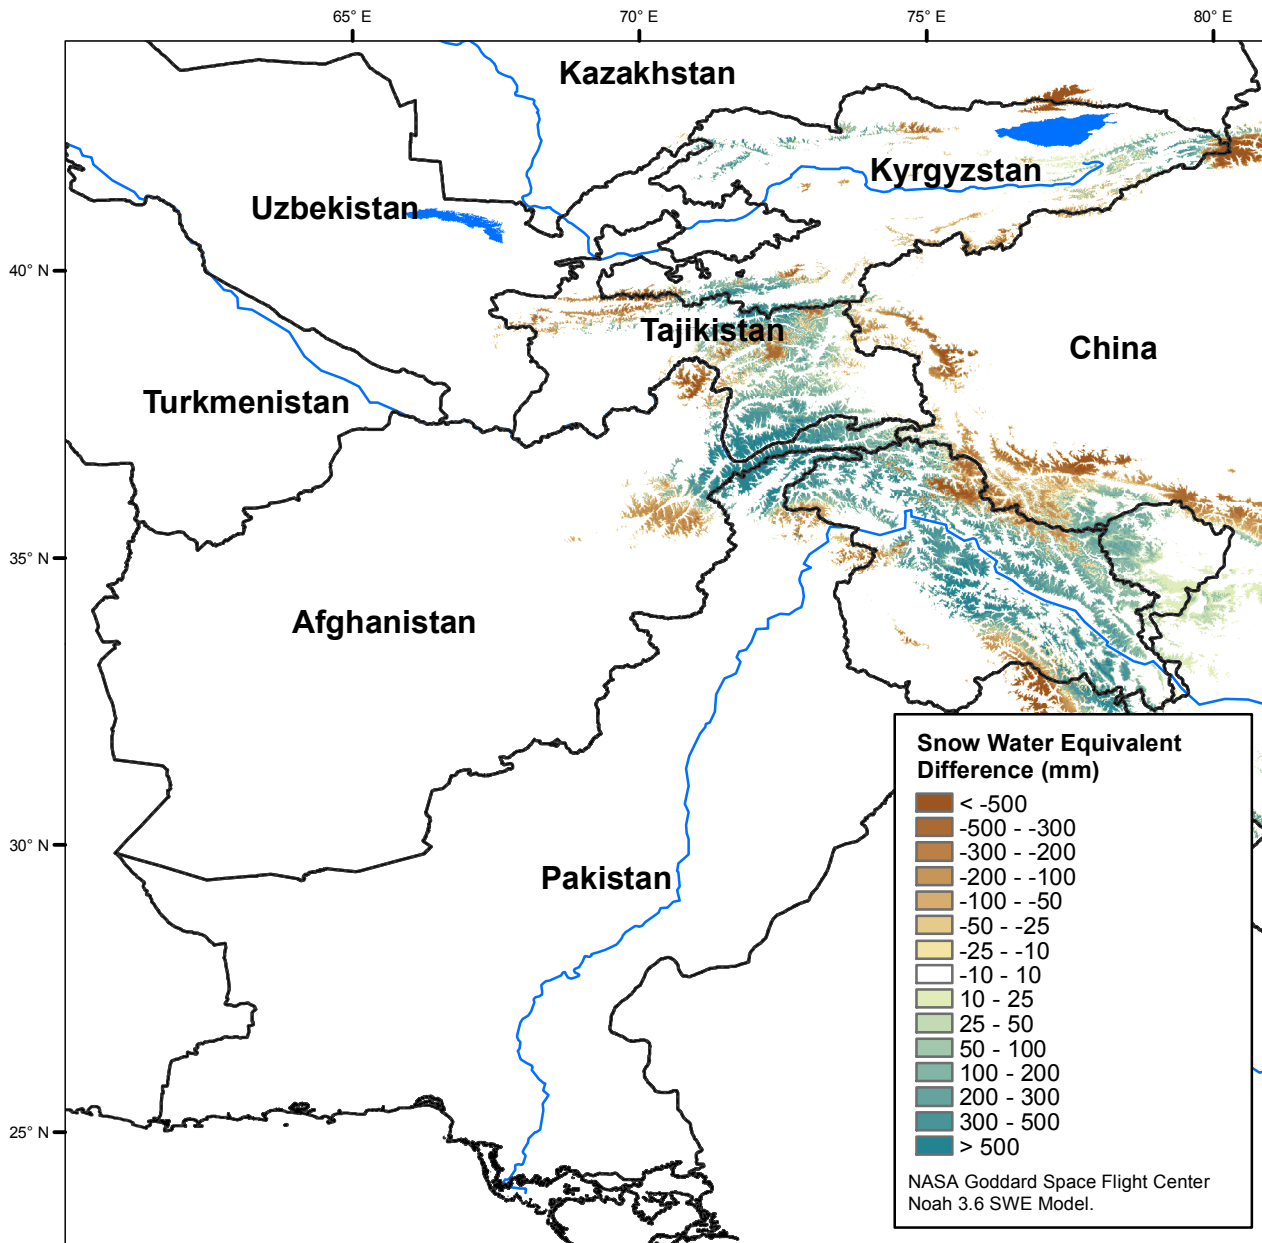 65° E
70° E
75° E
80° E
Kazakhstan
Kyrgyzstan
Uzbekistan
40° N
Tajikistan
China
Turkmenistan
35° N
Afghanistan
30° N
Pakistan
25° N
Snow Water Equivalent
Difference (mm)
< -500
-500 - -300
-300 - -200
-200 - -100
-100 - -50
-50 - -25
-25 - -10
-10 - 10
10 - 25
25 - 50
50 - 100
100 - 200
200 - 300
300 - 500
> 500
NASA Goddard Space Flight Center
Noah 3.6 SWE Model.